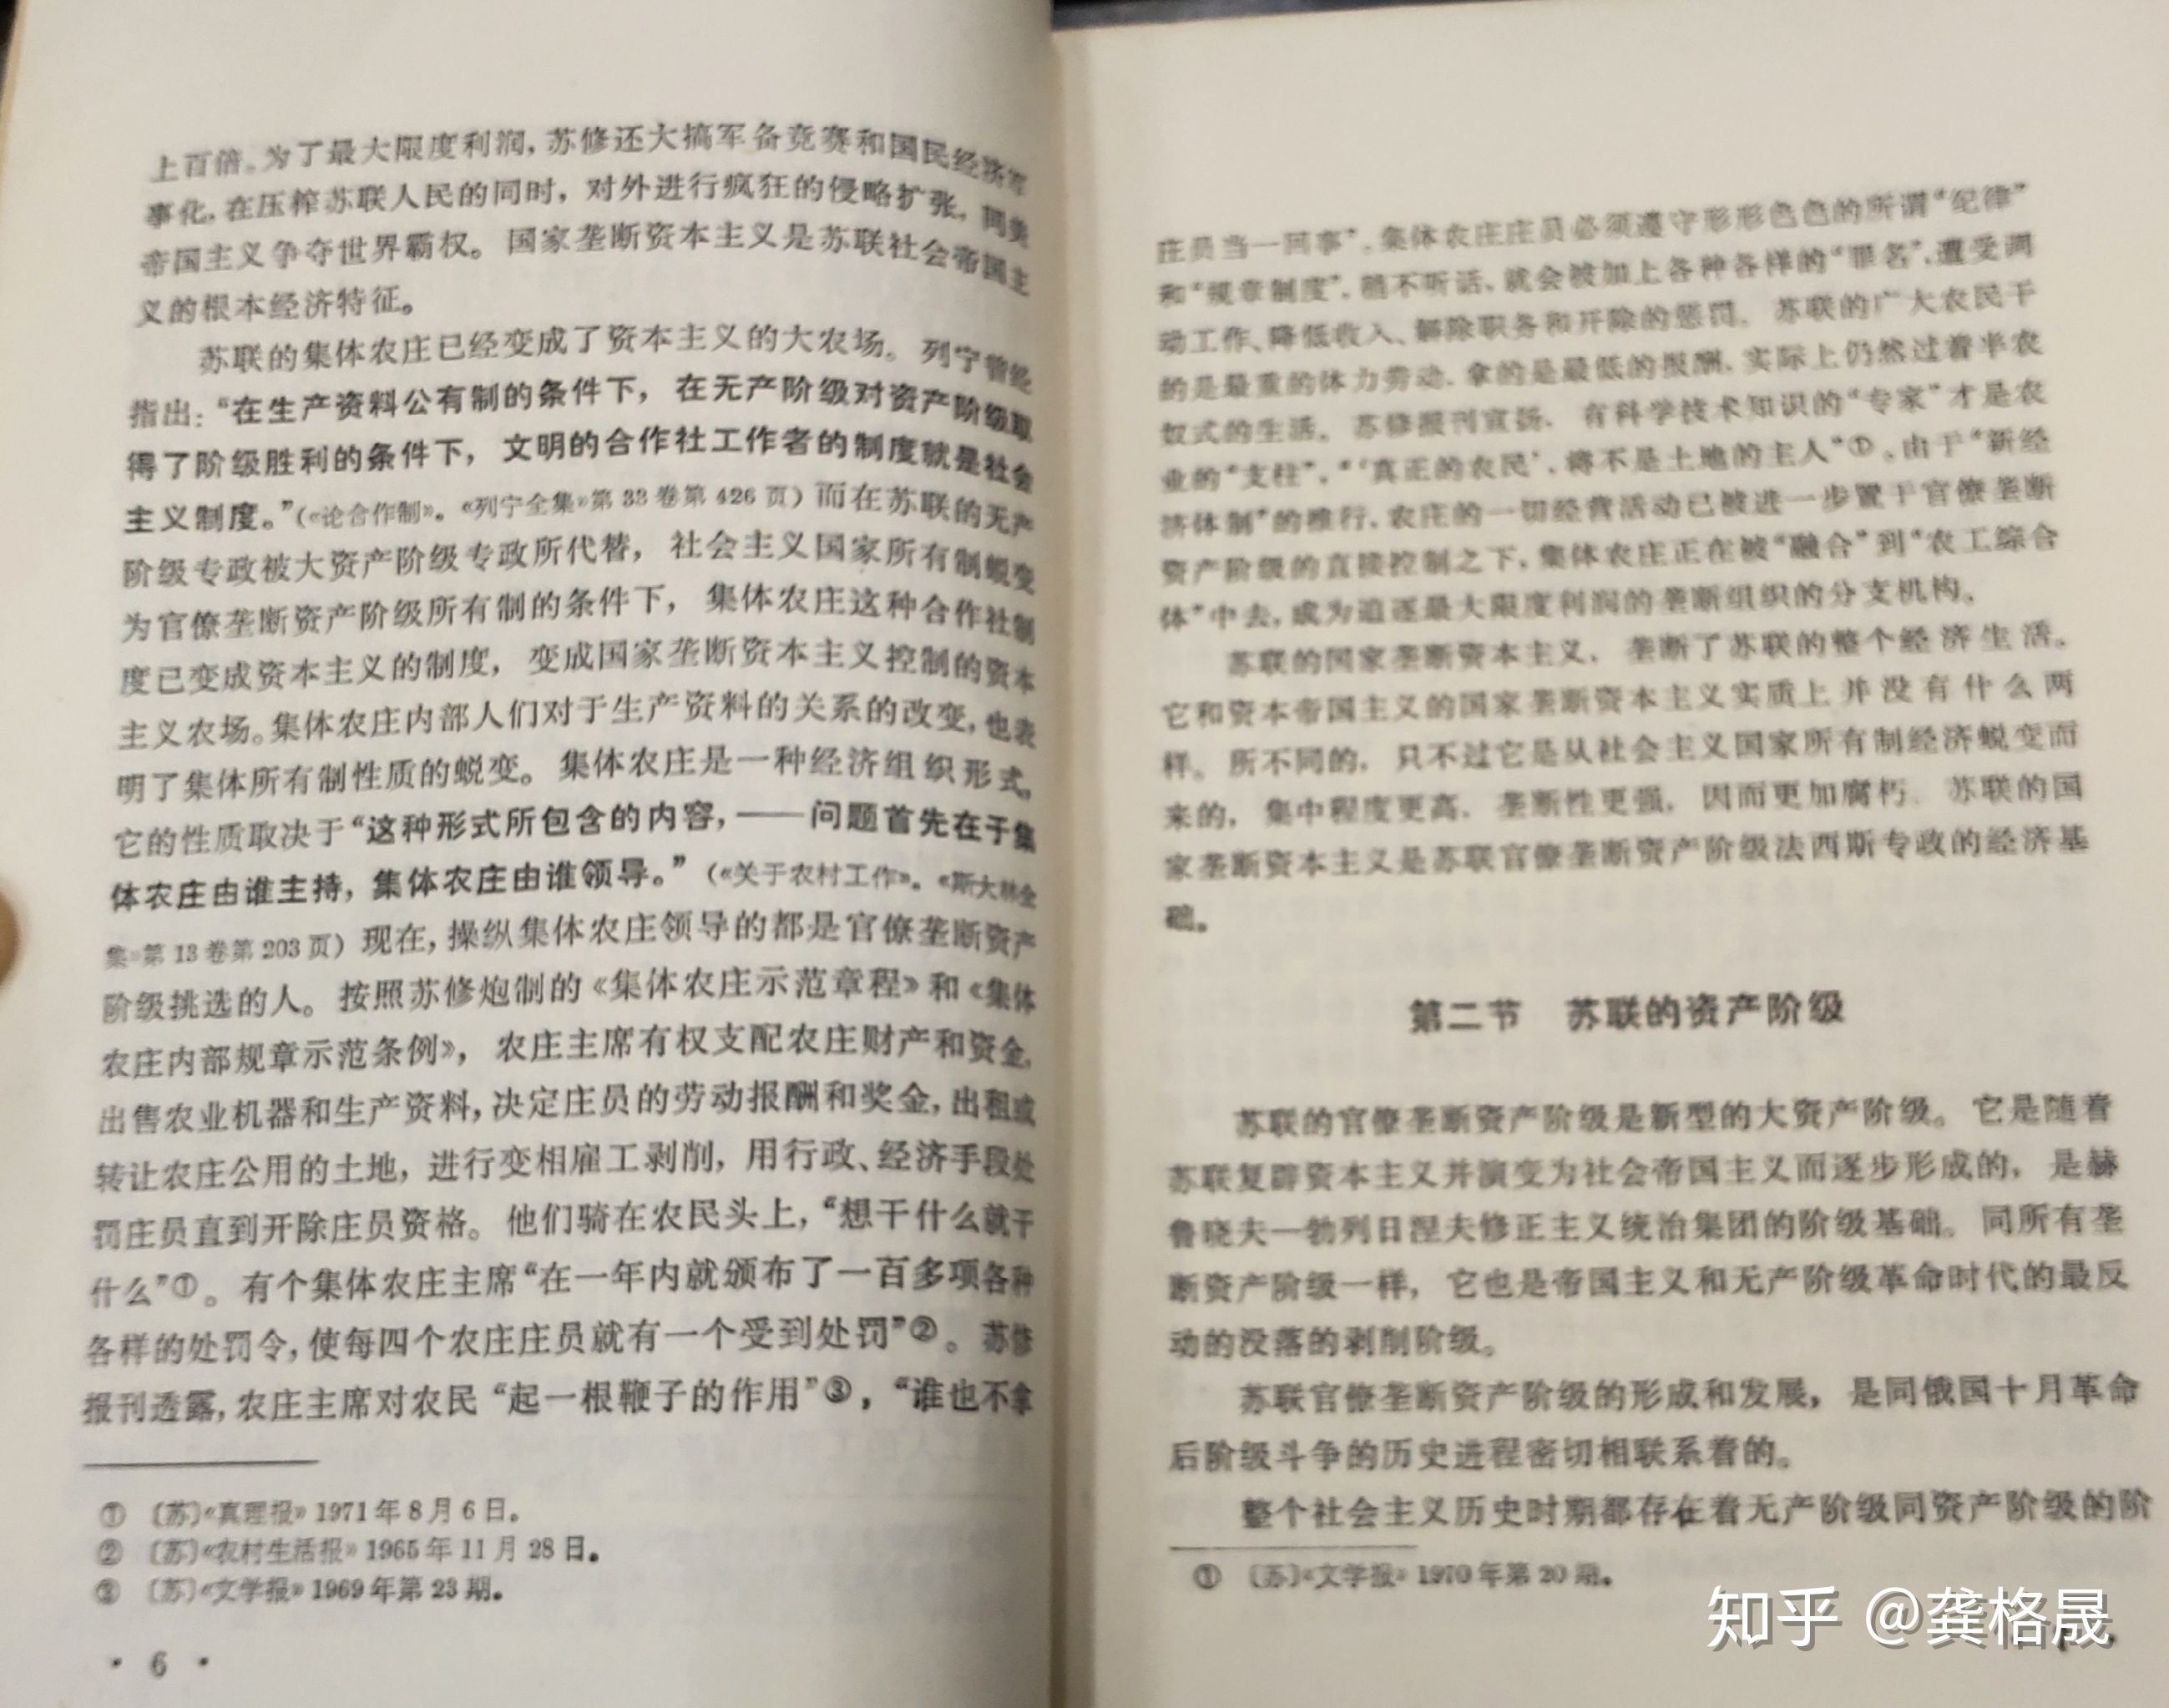 上百倍。为了最大限度利润，苏修还大搞军备竞赛和国民经济军
事化，在压榨苏联人民的同时，对外进行疯狂的侵略扩张，同美
帝国主义争夺世界霸权。国家垄断资本主义是苏联社会帝国主
义的根本经济特征。
苏联的集体农庄已经变成了资本主义的大农场。列宁曾经
指出：“在生产资料公有制的条件下，在无产阶级对资产阶级取
得了阶级胜利的条件下，文明的合作社工作者的制度就是社会
主义制度。”（《论合作制》。《列宁全集》第 33 卷第 426 页）而在苏联的无产
阶级专政被大资产阶级专政所代替，社会主义国家所有制蜕变
为官僚垄断资产阶级所有制的条件下，集体农庄这种合作社制
度已变成资本主义的制度，变成国家垄断资本主义控制的资本
主义农场。集体农庄内部人们对于生产资料的关系的改变，也表
明了集体所有制性质的蜕变。集体农庄是一种经济组织形式，
它的性质取决于“这种形式所包含的内容，——问题首先在于集
体农庄由谁主持，集体农庄由谁领导。”（《关于农村工作》。《斯大林全
集》第 13 卷第 203 页）现在，操纵集体农庄领导的都是官僚垄断资产
阶级挑选的人。按照苏修炮制的《集体农庄示范章程》和《集体
农庄内部规章示范条例》，农庄主席有权支配农庄财产和资金，
出售农业机器和生产资料，决定庄员的劳动报酬和奖金，出租或
转让农庄公用的土地，进行变相雇工剥削，用行政、经济手段处
罚庄员直到开除庄员资格。他们骑在农民头上，“想干什么就干
什么”①。有个集体农庄主席“在一年内就颁布了一百多项各种
各样的处罚令，使每四个农庄庄员就有一个受到处罚”②。苏修
报刊透露，农庄主席对农民“起一根鞭子的作用”③，“谁也不拿
① 〔苏〕《真理报》1971 年 8 月 6 日。
② 〔苏〕《农村生活报》1965 年 11 月 28 日。
③ 〔苏〕《文学报》1969 年第 23 期。
· 6 ·
庄员当一回事”。集体农庄庄员必须遵守形形色色的所谓“纪律”
和“规章制度”，稍不听话，就会被加上各种各样的“罪名”，遭受调
动工作、降低收入、解除职务和开除的惩罚。苏联的广大农民干
的是最重的体力劳动，拿的是最低的报酬，实际上仍然过着半农
奴式的生活。苏修报刊宣扬，有科学技术知识的“专家”才是农
业的“支柱”，“‘真正的农民’，将不是土地的主人”①。由于“新经
济体制”的推行，农庄的一切经营活动已被进一步置于官僚垄断
资产阶级的直接控制之下，集体农庄正在被“融合”到“农工综合
体”中去，成为追逐最大限度利润的垄断组织的分支机构。
苏联的国家垄断资本主义，垄断了苏联的整个经济生活。
它和资本帝国主义的国家垄断资本主义实质上并没有什么两
样。所不同的，只不过它是从社会主义国家所有制经济蜕变而
来的，集中程度更高，垄断性更强，因而更加腐朽。苏联的国
家垄断资本主义是苏联官僚垄断资产阶级法西斯专政的经济基
础。
第二节 苏联的资产阶级
苏联的官僚垄断资产阶级是新型的大资产阶级。它是随着
苏联复辟资本主义并演变为社会帝国主义而逐步形成的，是赫
鲁晓夫—勃列日涅夫修正主义统治集团的阶级基础。同所有垄
断资产阶级一样，它也是帝国主义和无产阶级革命时代的最反
动的没落的剥削阶级。
苏联官僚垄断资产阶级的形成和发展，是同俄国十月革命
后阶级斗争的历史进程密切相联系着的。
整个社会主义历史时期都存在着无产阶级同资产阶级的阶
① 〔苏〕《文学报》1970 年第 20 期。
知乎 @龚格晟